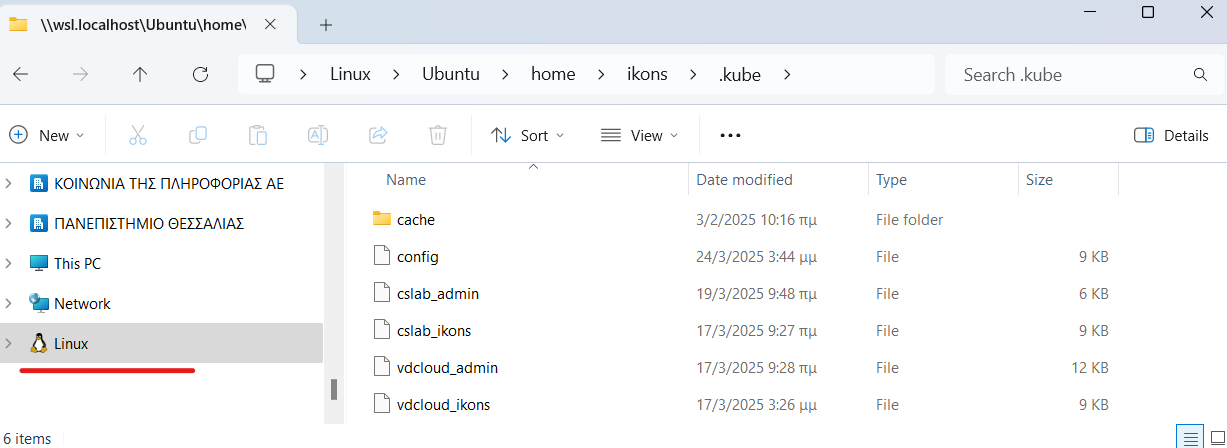 \\wsl.localhost\Ubuntu\home\
Linux > Ubuntu > home > ikons > .kube >
Search .kube
New
Sort
View
Details
ΚΟΙΝΩΝΙΑ ΤΗΣ ΠΛΗΡΟΦΟΡΙΑΣ ΑΕ
ΠΑΝΕΠΙΣΤΗΜΙΟ ΘΕΣΣΑΛΙΑΣ
This PC
Network
Linux
Name Date modified Type Size
cache 3/2/2025 10:16 πμ File folder
config 24/3/2025 3:44 μμ File 9 KB
cslab_admin 19/3/2025 9:48 πμ File 6 KB
cslab_ikons 17/3/2025 9:27 πμ File 9 KB
vdcloud_admin 17/3/2025 9:28 πμ File 12 KB
vdcloud_ikons 17/3/2025 3:26 μμ File 9 KB
6 items